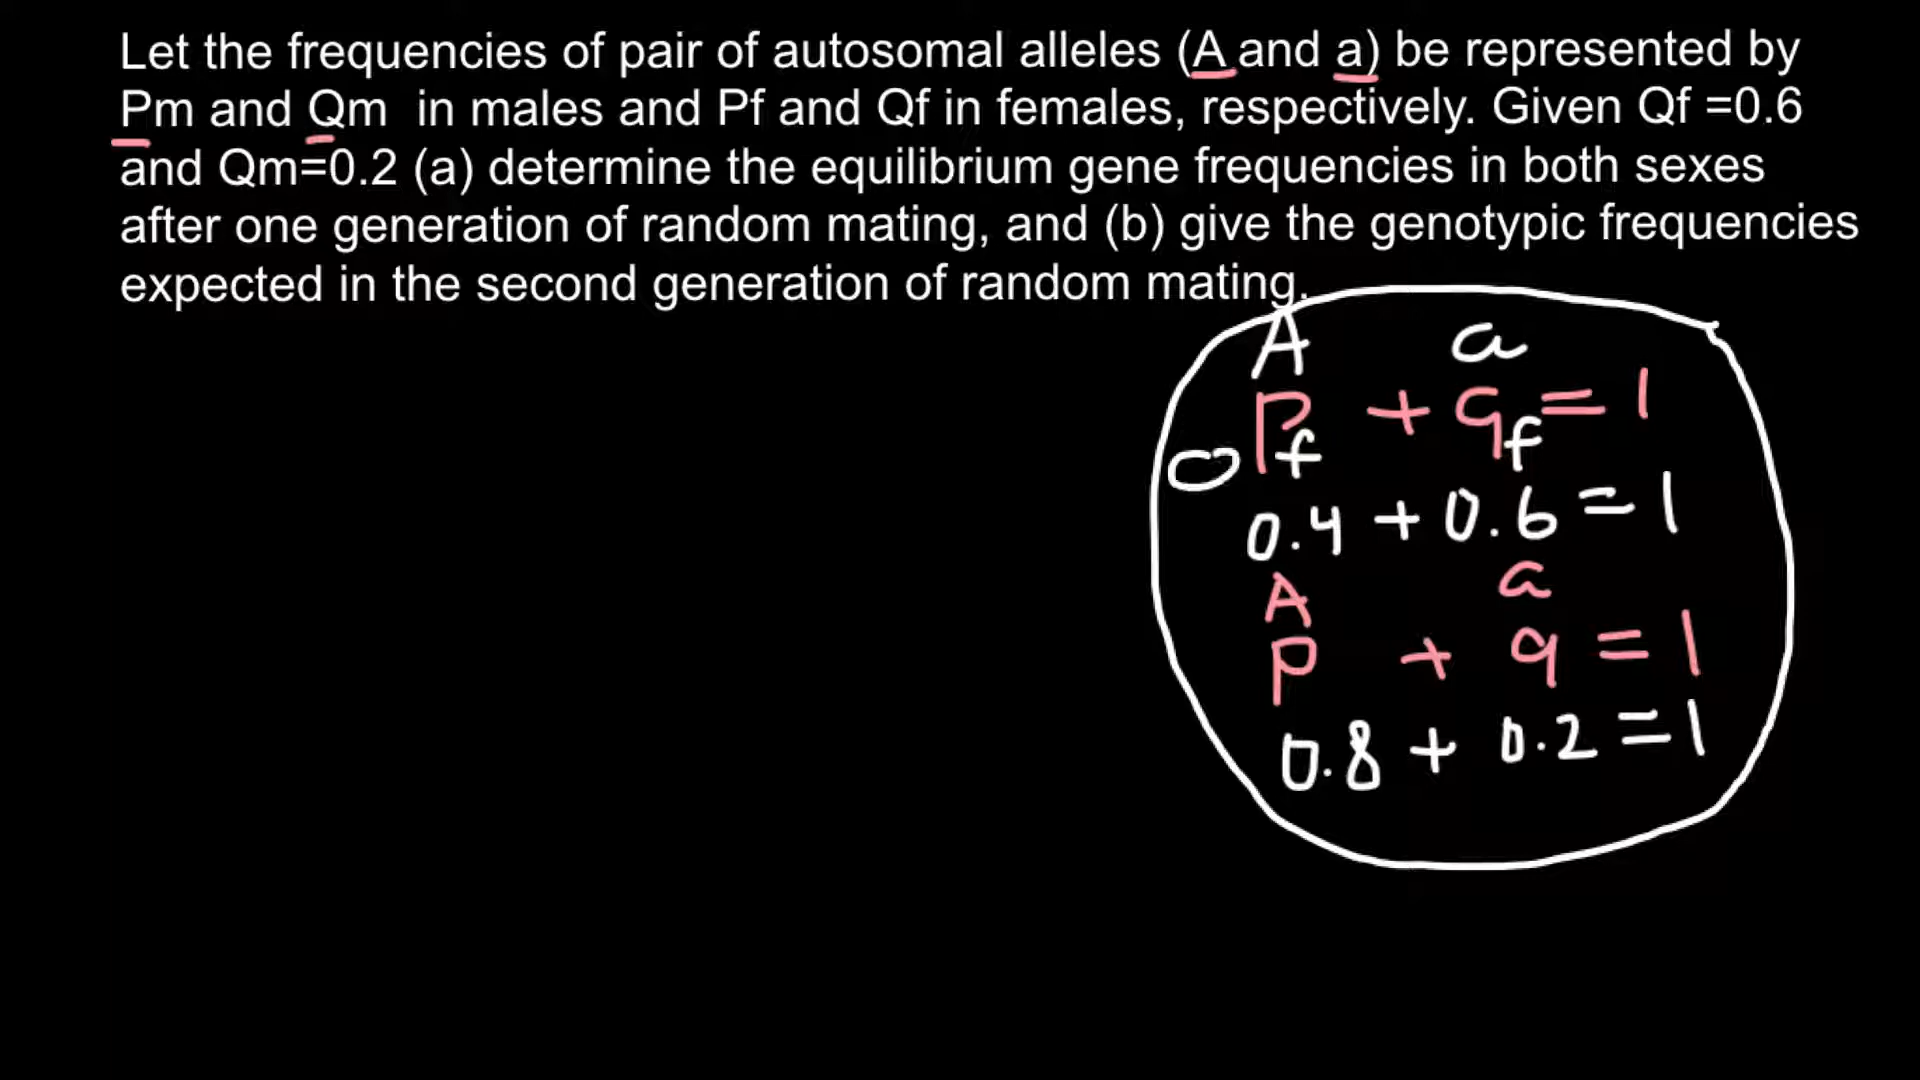 Let the frequencies of pair of autosomal alleles (A and a) be represented by
Pm and Qm in males and Pf and Qf in females, respectively. Given Qf =0.6
and Qm=0.2 (a) determine the equilibrium gene frequencies in both sexes
after one generation of random mating, and (b) give the genotypic frequencies
expected in the second generation of random mating.
A a
Pf + qf = 1
0.4 + 0.6 = 1
A a
P + q = 1
0.8 + 0.2 = 1